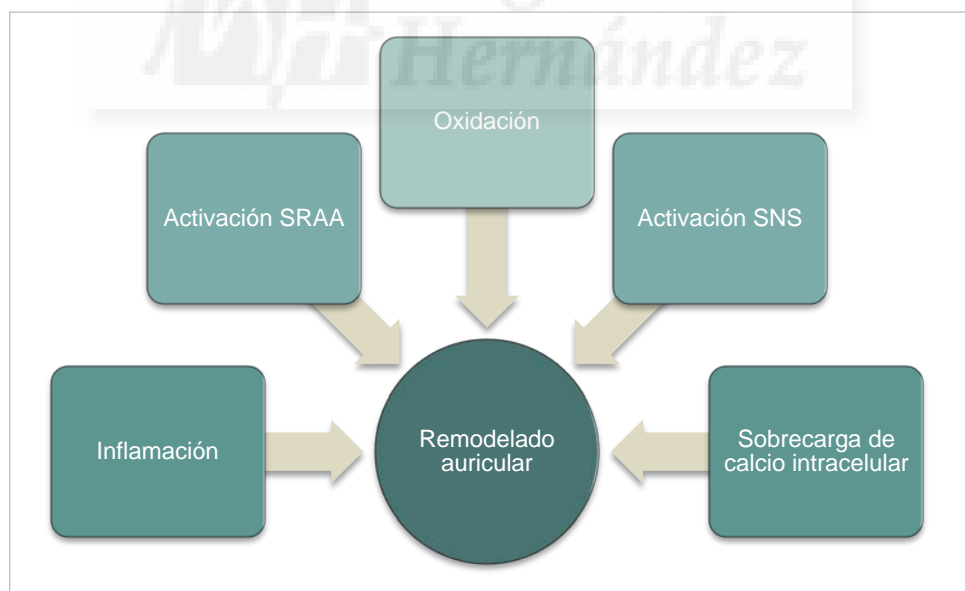 Hernández
Oxidación
Activación SRAA
Activación SNS
Inflamación
Remodelado
auricular
Sobrecarga de
calcio intracelular